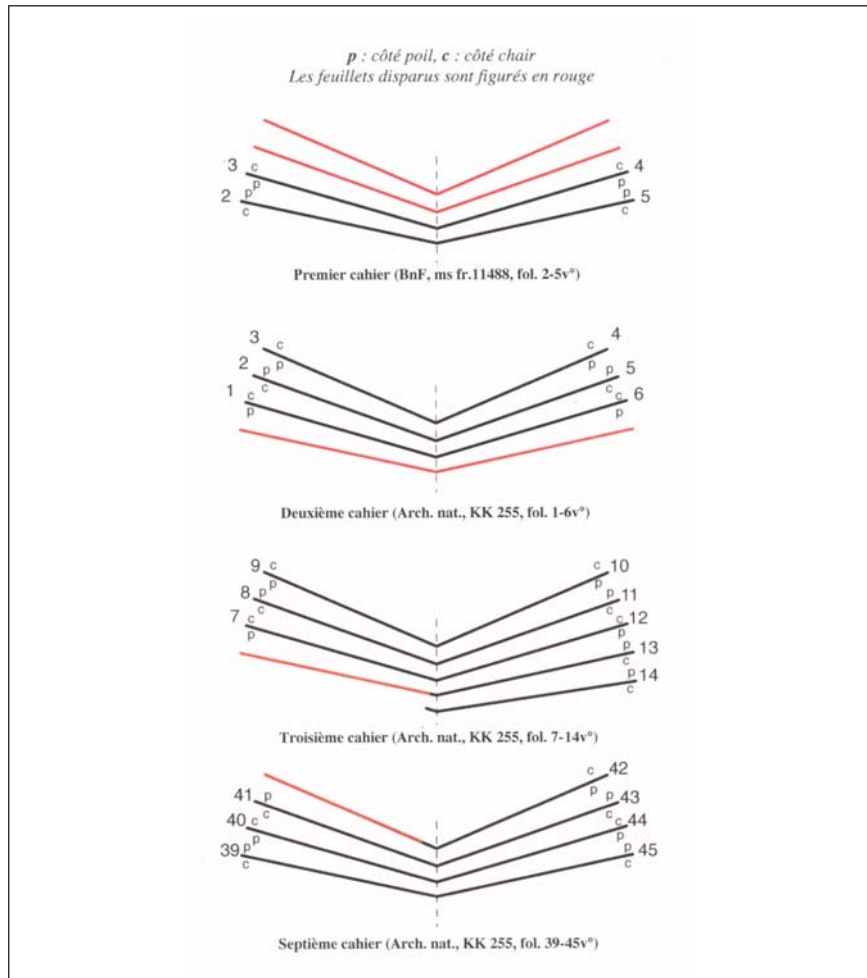 p : côté poil, c : côté chair
Les feuillets disparus sont figurés en rouge
3 c c 4
p p
2 p p 5
c c
Premier cahier (BnF, ms fr.11488, fol. 2-5v°)
3 c c 4
p p
2 p p 5
c c
1 c c 6
p p
Deuxième cahier (Arch. nat., KK 255, fol. 1-6v°)
9 c c 10
p p
8 p p 11
c c
7 c c 12
p p
p 13
c
p 14
c
Troisième cahier (Arch. nat., KK 255, fol. 7-14v°)
c 42
p
41 p p 43
c c
40 c c 44
p p
39 p p 45
c c
Septième cahier (Arch. nat., KK 255, fol. 39-45v°)